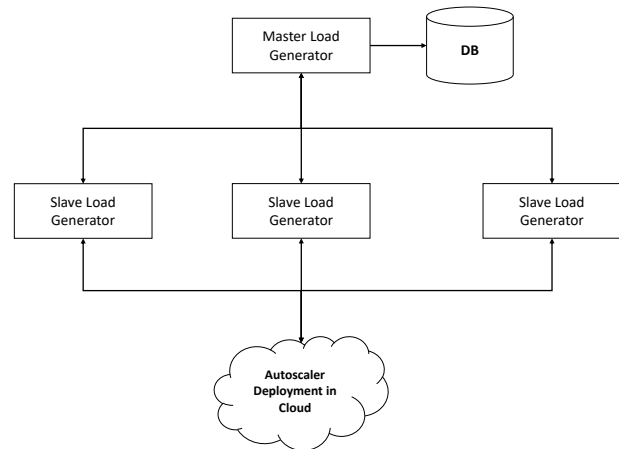 Master Load
Generator
DB
Slave Load
Generator
Slave Load
Generator
Slave Load
Generator
Autoscaler
Deployment in
Cloud